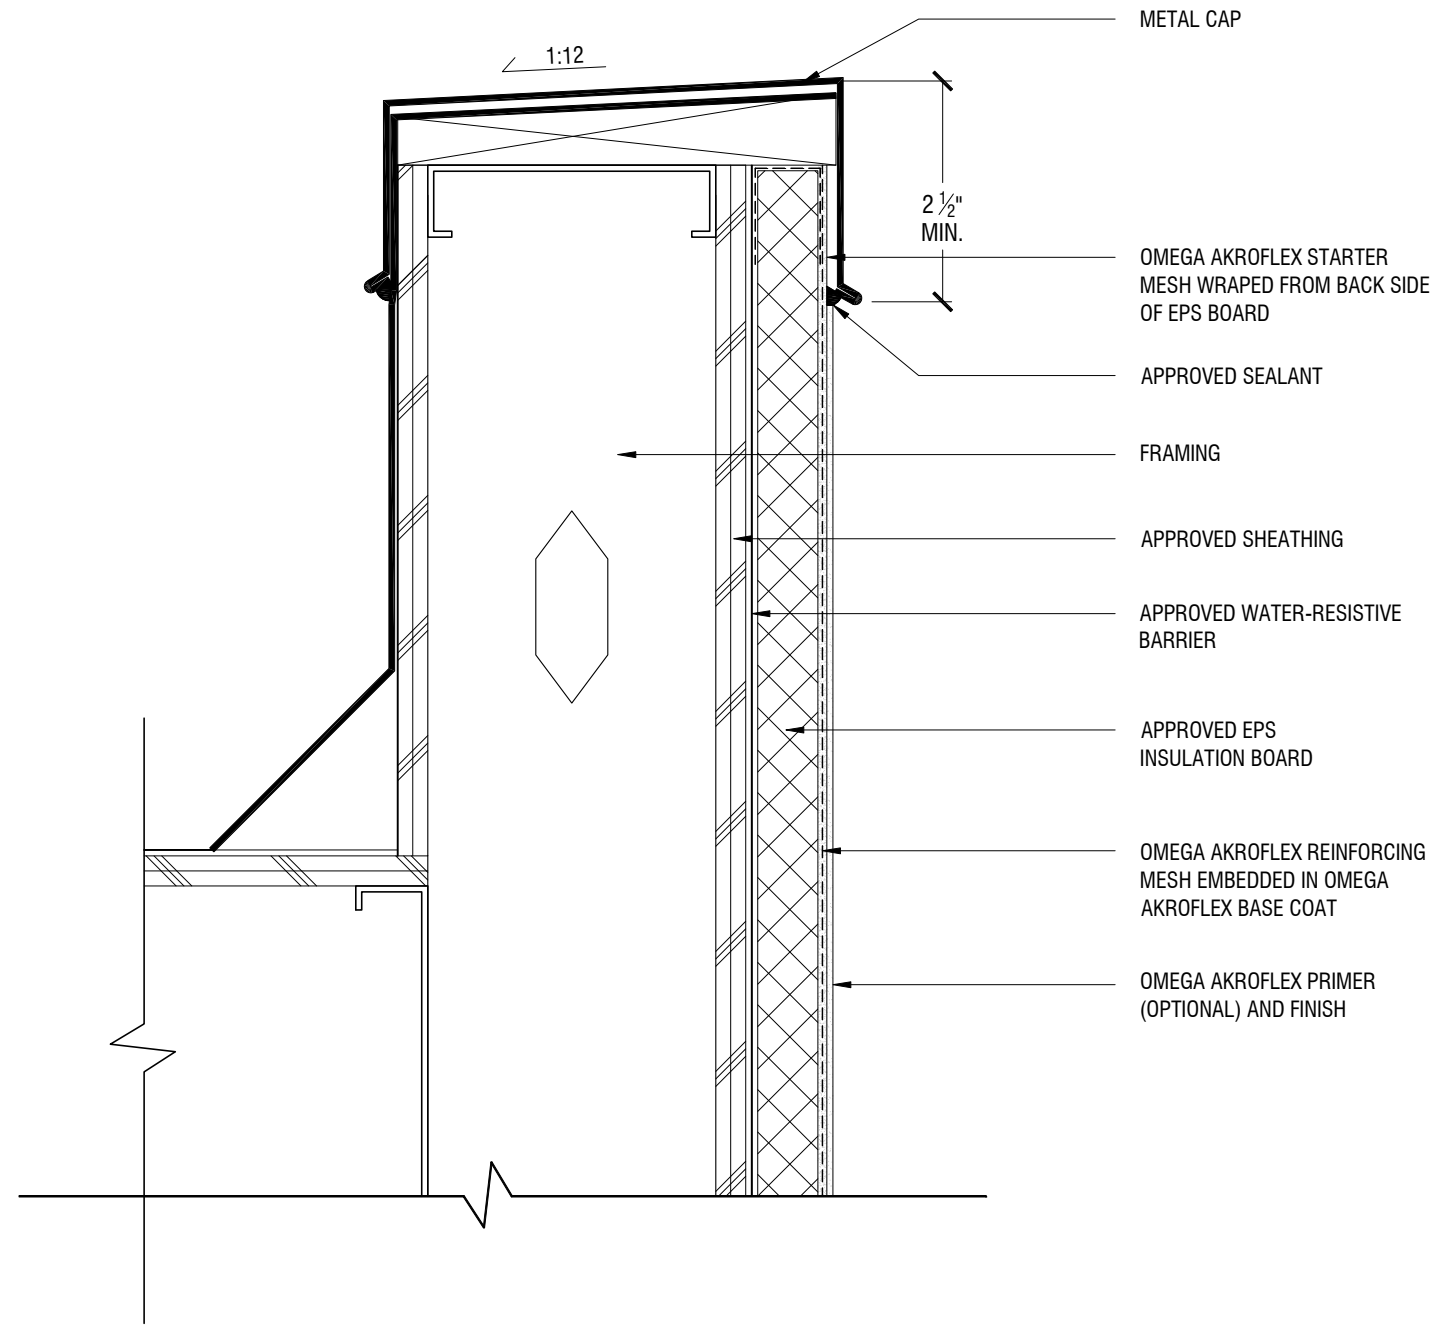 METAL CAP
1:12
2 ½"
MIN.
OMEGA AKROFLEX STARTER
MESH WRAPED FROM BACK SIDE
OF EPS BOARD
APPROVED SEALANT
FRAMING
APPROVED SHEATHING
APPROVED WATER-RESISTIVE
BARRIER
APPROVED EPS
INSULATION BOARD
OMEGA AKROFLEX REINFORCING
MESH EMBEDDED IN OMEGA
AKROFLEX BASE COAT
OMEGA AKROFLEX PRIMER
(OPTIONAL) AND FINISH